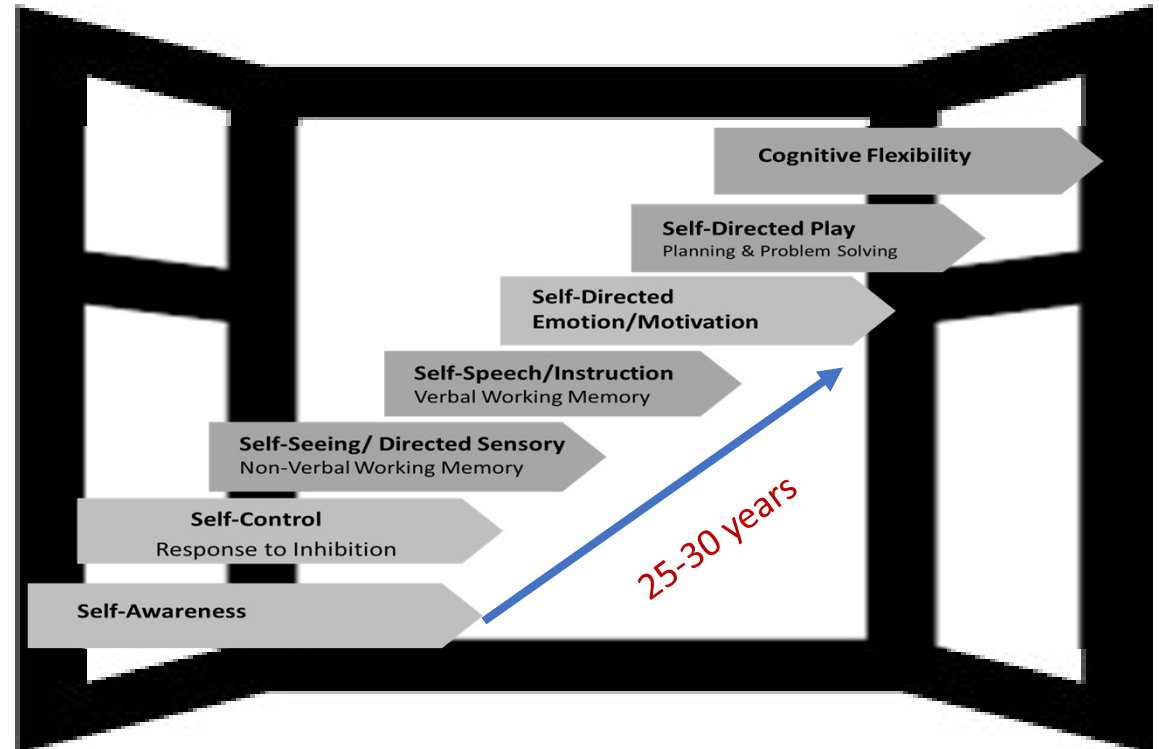 Cognitive Flexibility
Self-Directed Play
Planning & Problem Solving
Self-Directed
Emotion/Motivation
Self-Speech/Instruction
Verbal Working Memory
Self-Seeing/ Directed Sensory
Non-Verbal Working Memory
Self-Control
Response to Inhibition
Self-Awareness
25-30 years